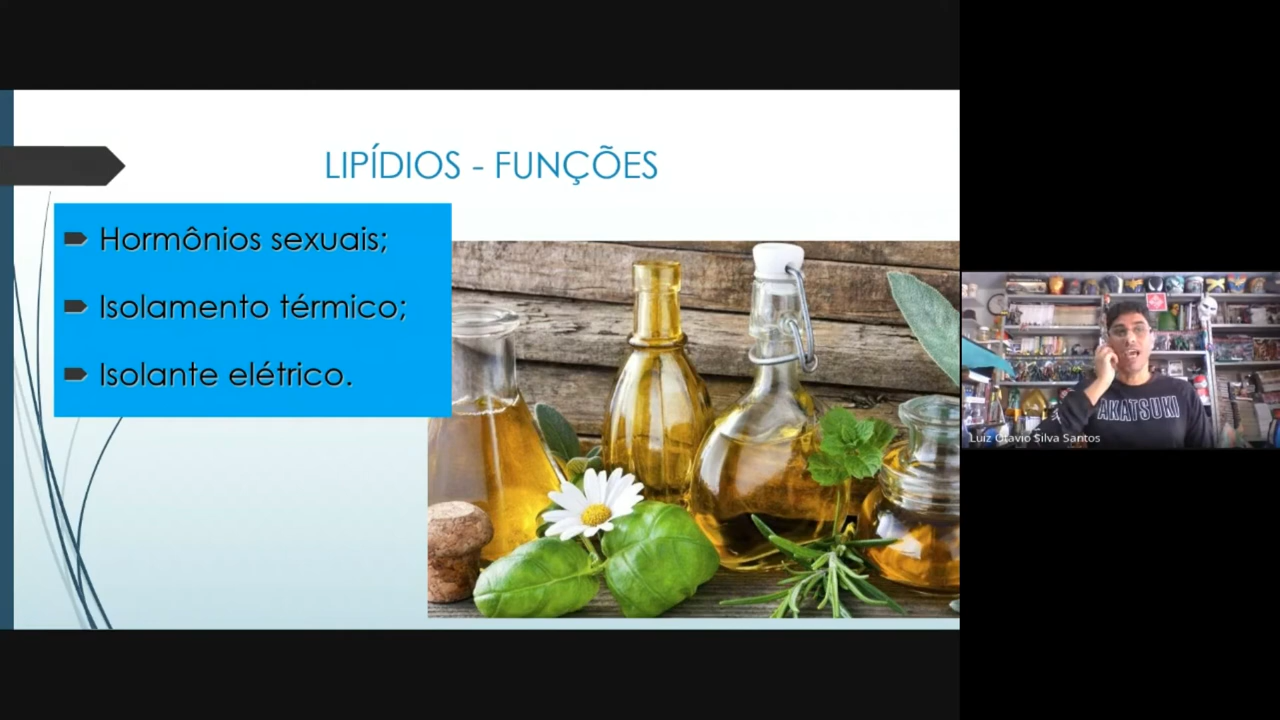 LIPÍDIOS - FUNÇÕES
Hormônios sexuais;
Isolamento térmico;
Isolante elétrico.
AKATSUKI
Luiz Otavio Silva Santos